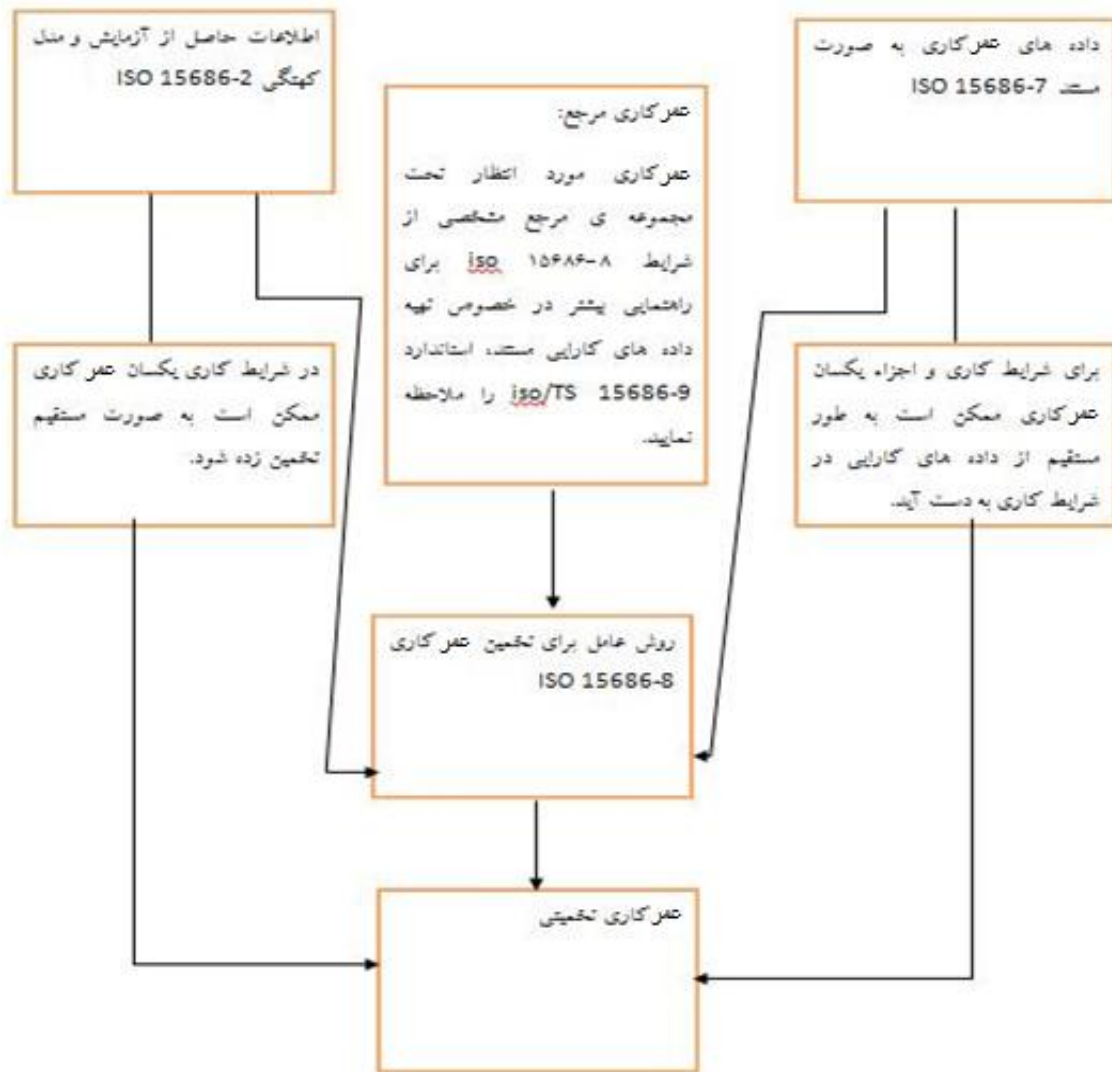 داده های عمرکاری به صورت
مستند ISO 15686-7
عمرکاری مرجع:
عمرکاری مورد انتظار تحت
مجموعه ی مرجع مشخصی از
شرایط iso ۱۵۶۸۶-۸ برای
راهنمایی بیشتر در خصوص تهیه
داده های کارایی مستند، استاندارد
iso/TS 15686-9 را ملاحظه
نمایید.
اطلاعات حاصل از آزمایش و مدل
کهنگی ISO 15686-2
برای شرایط کاری و اجزاء یکسان
عمرکاری ممکن است به طور
مستقیم از داده های کارایی در
شرایط کاری به دست آید.
در شرایط کاری یکسان عمرکاری
ممکن است به صورت مستقیم
تخمین زده شود.
روش عامل برای تخمین عمرکاری
ISO 15686-8
عمرکاری تخمینی